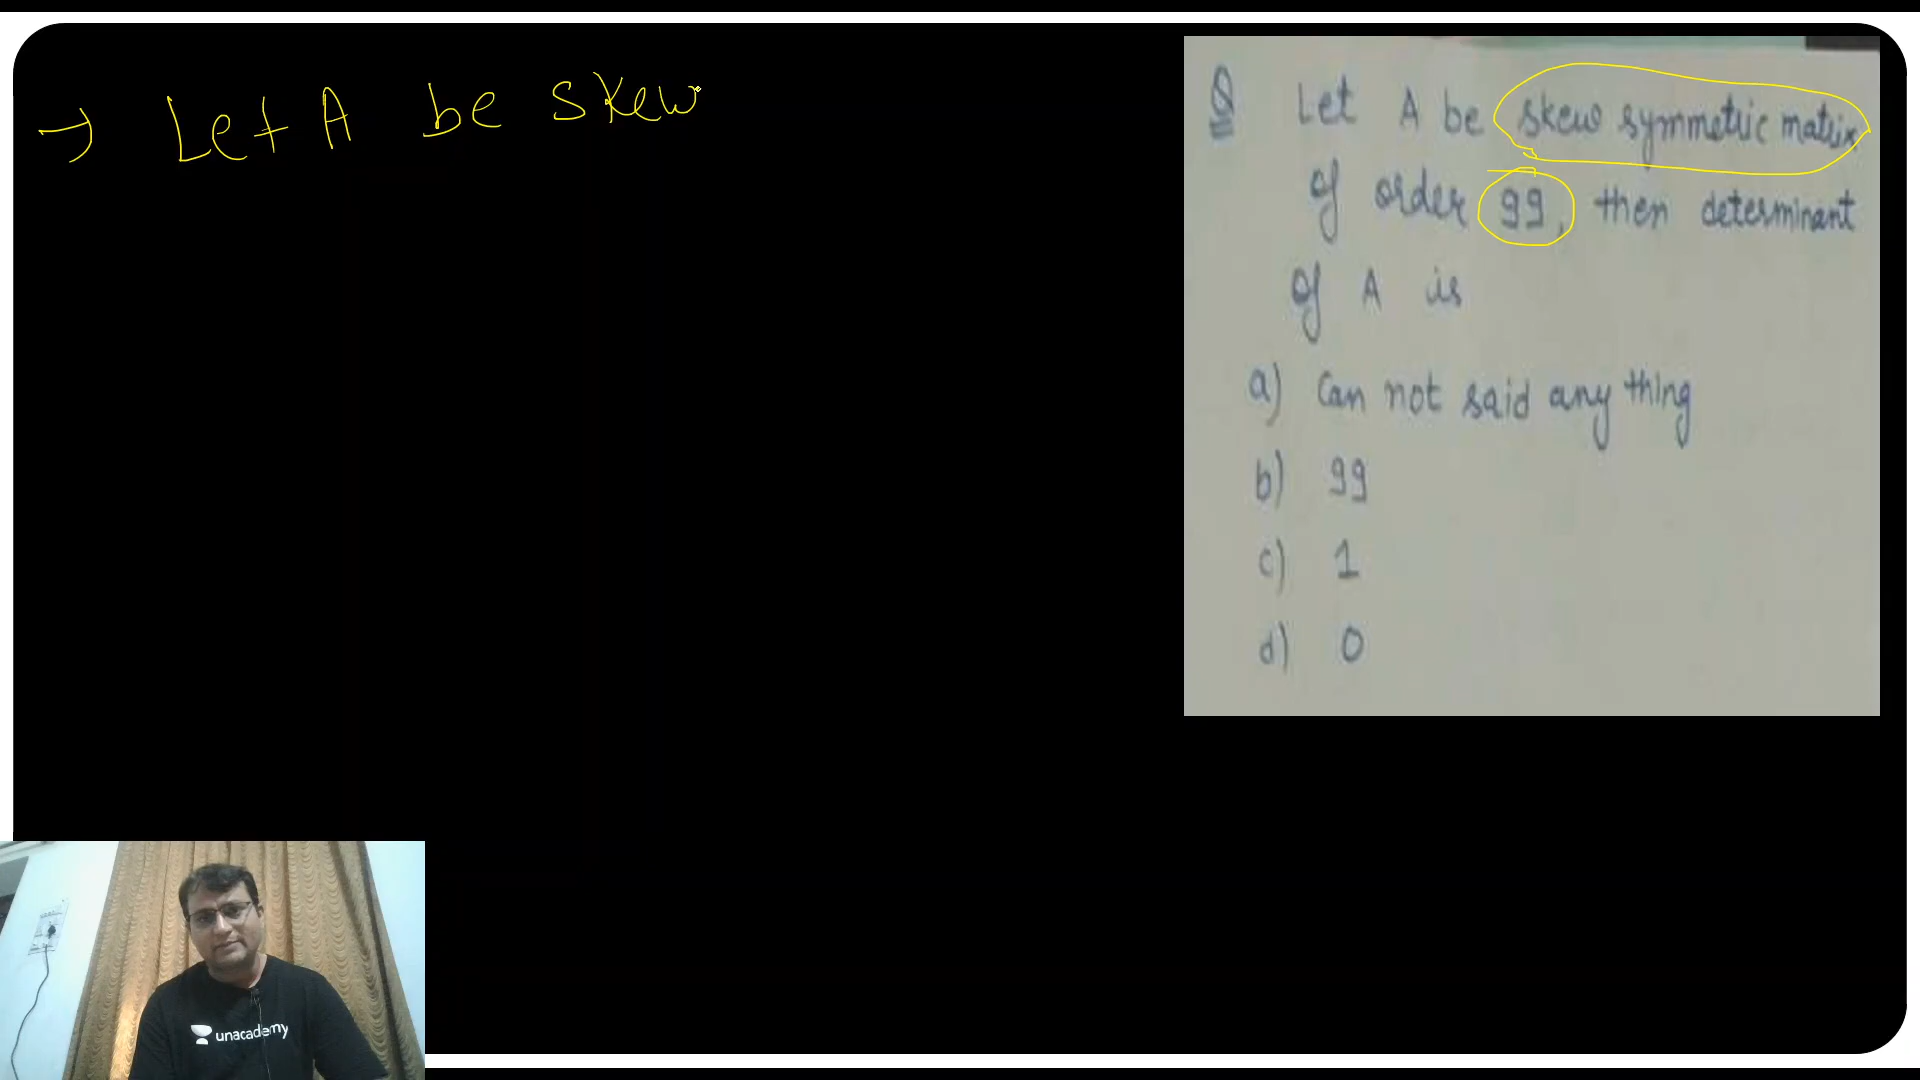 → Let A be skew
Q Let A be skew symmetric matrix
of order 99, then determinant
of A is
a) Can not said any thing
b) 99
c) 1
d) 0
unacademy